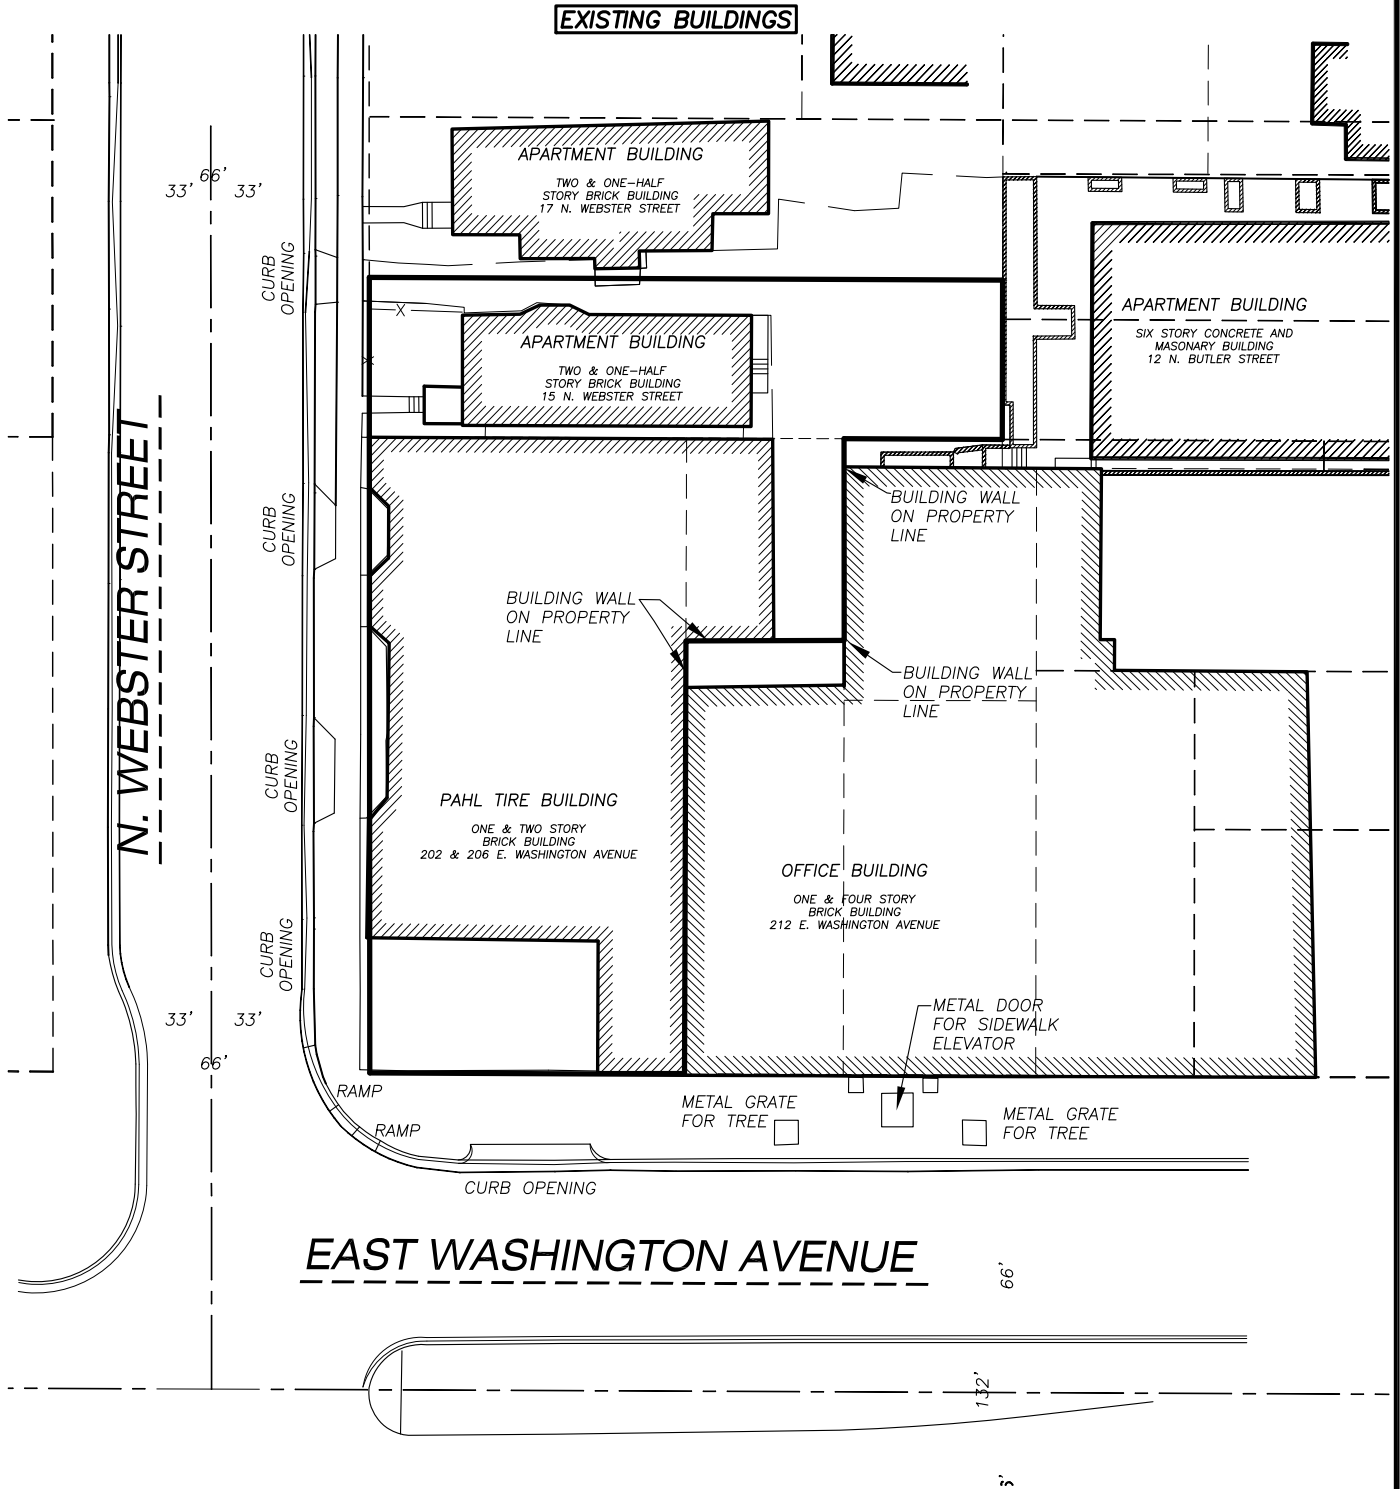 EXISTING BUILDINGS
APARTMENT BUILDING
TWO & ONE-HALF
STORY BRICK BUILDING
17 N. WEBSTER STREET
66'
33'
33'
CURB
OPENING
APARTMENT BUILDING
SIX STORY CONCRETE AND
MASONARY BUILDING
12 N. BUTLER STREET
X
APARTMENT BUILDING
TWO & ONE-HALF
STORY BRICK BUILDING
15 N. WEBSTER STREET
X
N. WEBSTER STREET
CURB
OPENING
BUILDING WALL
ON PROPERTY
LINE
BUILDING WALL
ON PROPERTY
LINE
BUILDING WALL
ON PROPERTY
LINE
CURB
OPENING
PAHL TIRE BUILDING
ONE & TWO STORY
BRICK BUILDING
202 & 206 E. WASHINGTON AVENUE
OFFICE BUILDING
ONE & FOUR STORY
BRICK BUILDING
212 E. WASHINGTON AVENUE
CURB
OPENING
33'
33'
66'
METAL DOOR
FOR SIDEWALK
ELEVATOR
RAMP
RAMP
METAL GRATE
FOR TREE
METAL GRATE
FOR TREE
CURB OPENING
EAST WASHINGTON AVENUE
66'
132'